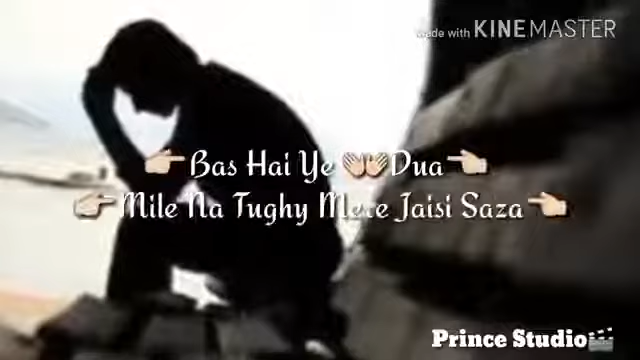 made with KINEMASTER
👉🏻Bas Hai Ye 👐🏻Dua👈🏻
👉🏻Mile Na Tughy Mere Jaisi Saza👈🏻
Prince Studio🎬